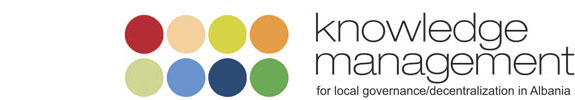 knowledge
management
for local governance/decentralization in Albania